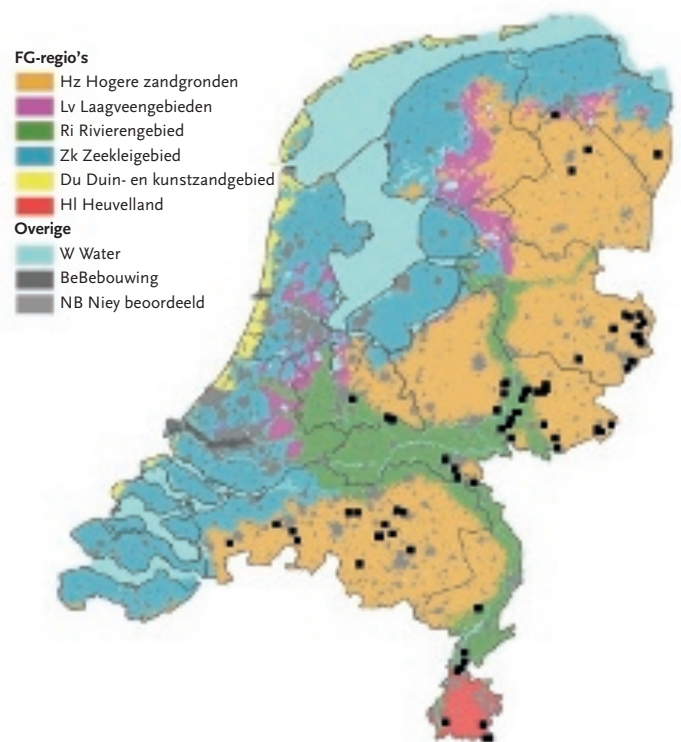 FG-regio's
Hz Hogere zandgronden
Lv Laagveengebieden
Ri Rivierengebied
Zk Zeekleigebied
Du Duin- en kunstzandgebied
Hl Heuvelland
Overige
W Water
BeBebouwing
NB Niey beoordeeld